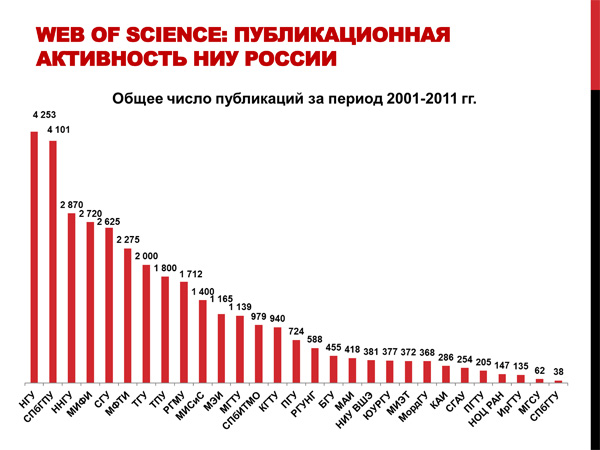 WEB OF SCIENCE: ПУБЛИКАЦИОННАЯ
АКТИВНОСТЬ НИУ РОССИИ
Общее число публикаций за период 2001-2011 гг.
4 253
4 101
2 870
2 720
2 625
2 275
2 000
1 800
1 712
1 400
1 165
1 139
979
940
724
588
455
418
381
377
372
368
286
254
205
147
135
62
38
НГУ
СПбГПУ
ННГУ
МИФИ
СГУ
МФТИ
ТГУ
ТПУ
РГМУ
МИСиС
МЭИ
МГТУ
СПбИТМО
КГТУ
ПГУ
РГУНГ
БГУ
МАИ
НИУ ВШЭ
ЮУРГУ
МИЭТ
МордГУ
КАИ
СГАУ
ПГТУ
НОЦ РАН
ИрГТУ
МГСУ
СПбГГУ